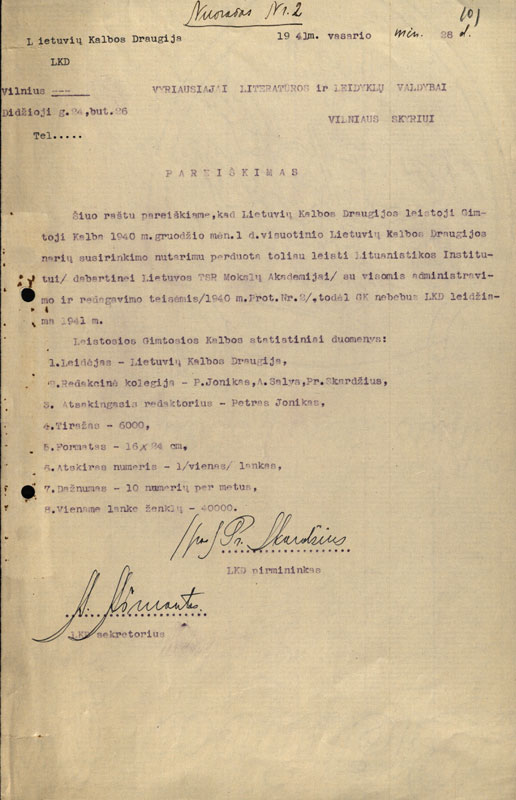 Nuorašas Nr.2
Lietuvių Kalbos Draugija 1941m. vasario mėn. 28 d.
LKD
Vilnius
Didžioji g.24,but.26
Tel.....
VYRIAUSIAJAI LITERATŪROS ir LEIDYKLŲ VALDYBAI
VILNIAUS SKYRIUI
PAREIŠKIMAS
Šiuo raštu pareiškiame,kad Lietuvių Kalbos Draugijos leistoji Gim-
toji Kalba 1940 m.gruodžio mėn.1 d.visuotinio Lietuvių Kalbos Draugijos
narių susirinkimo nutarimu perduota toliau leisti Lituanistikos Institu-
tui/ dabartinei Lietuvos TSR Mokslų Akademijai/ su visomis administravi-
mo ir redagavimo teisėmis/1940 m.Prot.Nr.2/,todėl GK nebebus LKD leidžia-
ma 1941 m.
Leistosios Gimtosios Kalbos statistiniai duomenys:
1.Leidėjas - Lietuvių Kalbos Draugija,
2.Redakcinė kolegija - P.Jonikas,A.Salys,Pr.Skardžius,
3. Atsakingasis redaktorius - Petras Jonikas,
4.Tiražas - 6000,
5.Formatas - 16x24 cm,
6.Atskiras numeris - 1/vienas/ lankas,
7.Dažnumas - 10 numerių per metus,
8.Viename lanke ženklų - 40000.
Pr. Skardžius
LKD pirmininkas
LKD sekretorius